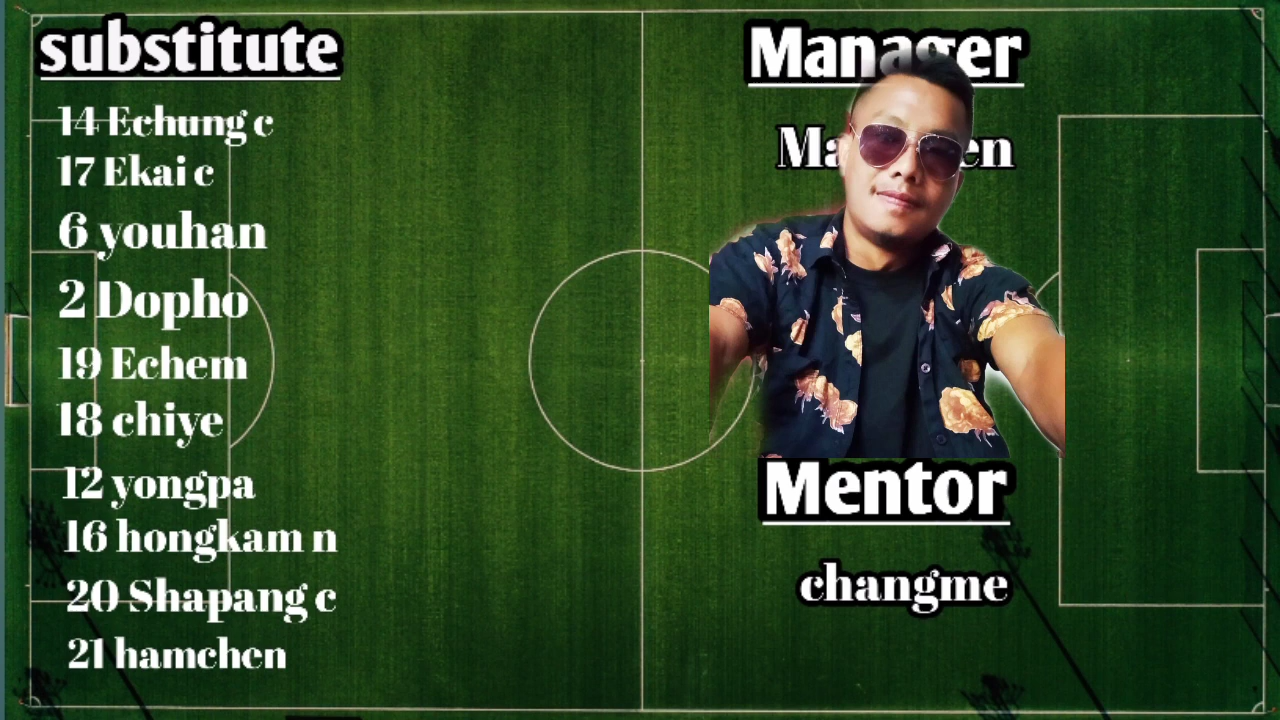 substitute
14 Echung c
17 Ekai c
6 youhan
2 Dopho
19 Echem
18 chiye
12 yongpa
16 hongkam n
20 Shapang c
21 hamchen
Manager
Mentor
changme